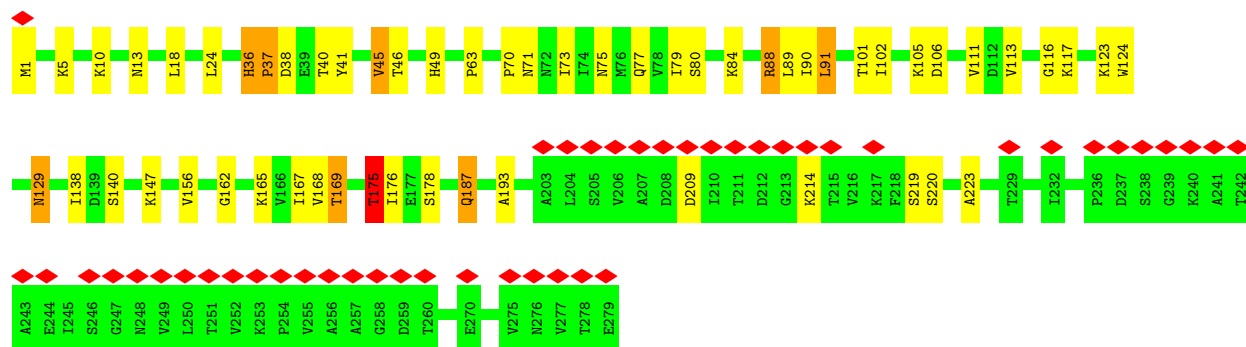 M1 K5 K10 N13 L18 L24 H36 P37 D38 E39 T40 Y41 V45 T46 H49 P63 P70 N71 N72 I73 I74 N75 M76 Q77 V78 I79 S80 K84 R88 L89 I90 L91 T101 I102 K105 D106 V111 D112 V113 G116 K117 K123 W124
N129 I138 D139 S140 K147 V156 G162 K165 V166 I167 V168 T169 T175 I176 E177 S178 Q187 A193 A203 L204 S205 V206 A207 D208 D209 I210 T211 D212 G213 K214 T215 V216 K217 F218 S219 S220 A223 T229 I232 P236 D237 S238 G239 K240 A241 T242
A243 E244 I245 S246 G247 N248 V249 L250 T251 V252 K253 P254 V255 A256 A257 G258 D259 T260 E270 V275 N276 V277 T278 E279